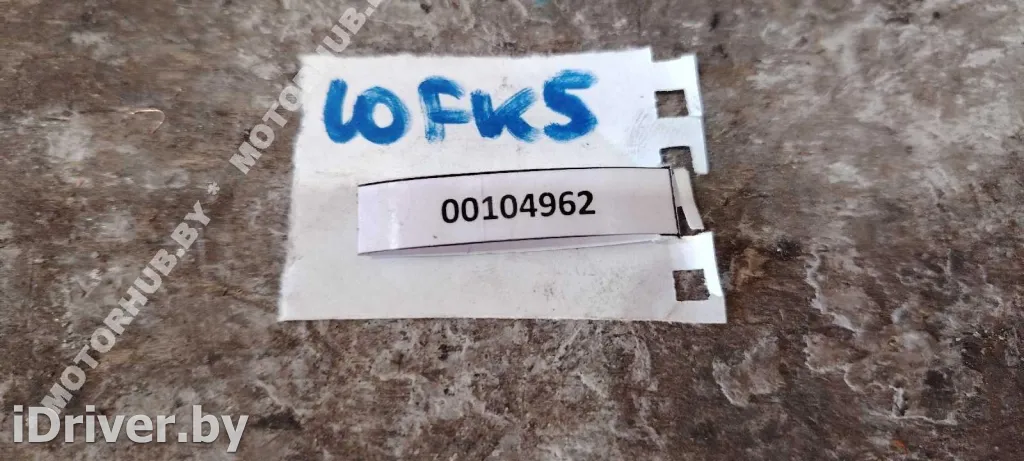 10FK5
00104962
MOTORHUB.BY * MOTORHUB.BY *
iDriver.by